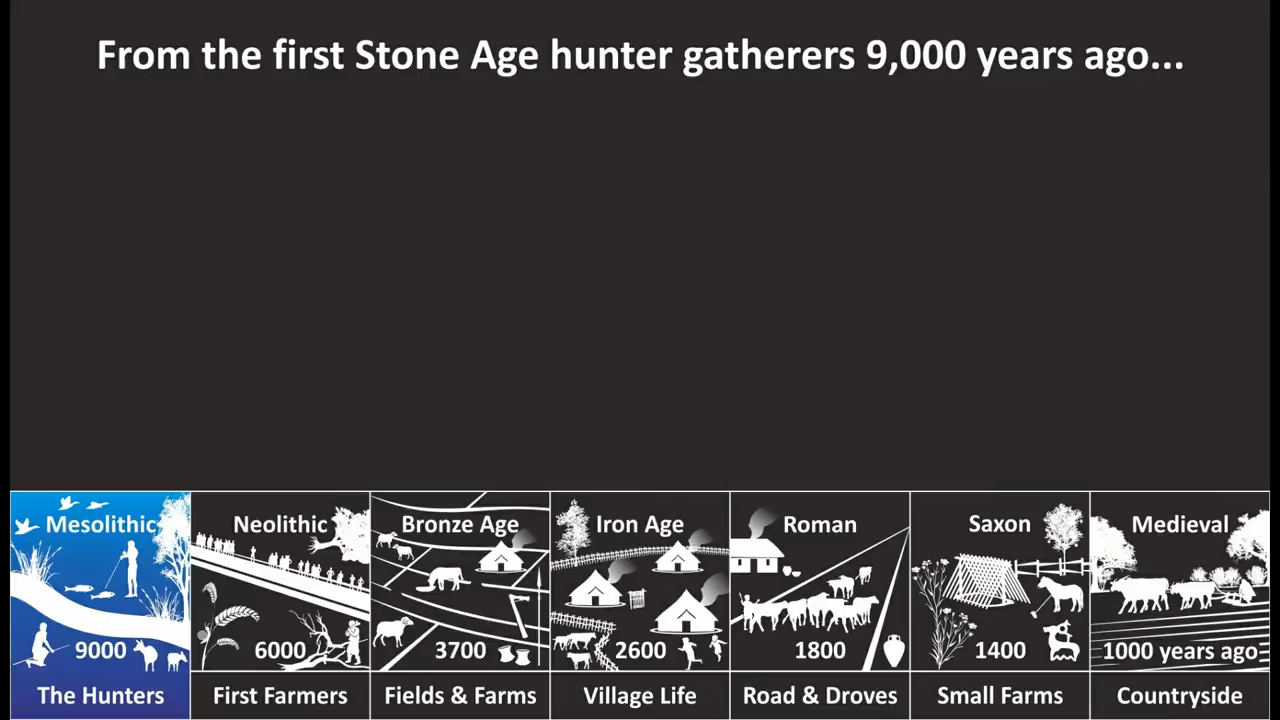 From the first Stone Age hunter gatherers 9,000 years ago...
Mesolithic
9000
The Hunters
Neolithic
6000
First Farmers
Bronze Age
3700
Fields & Farms
Iron Age
2600
Village Life
Roman
1800
Road & Droves
Saxon
1400
Small Farms
Medieval
1000 years ago
Countryside